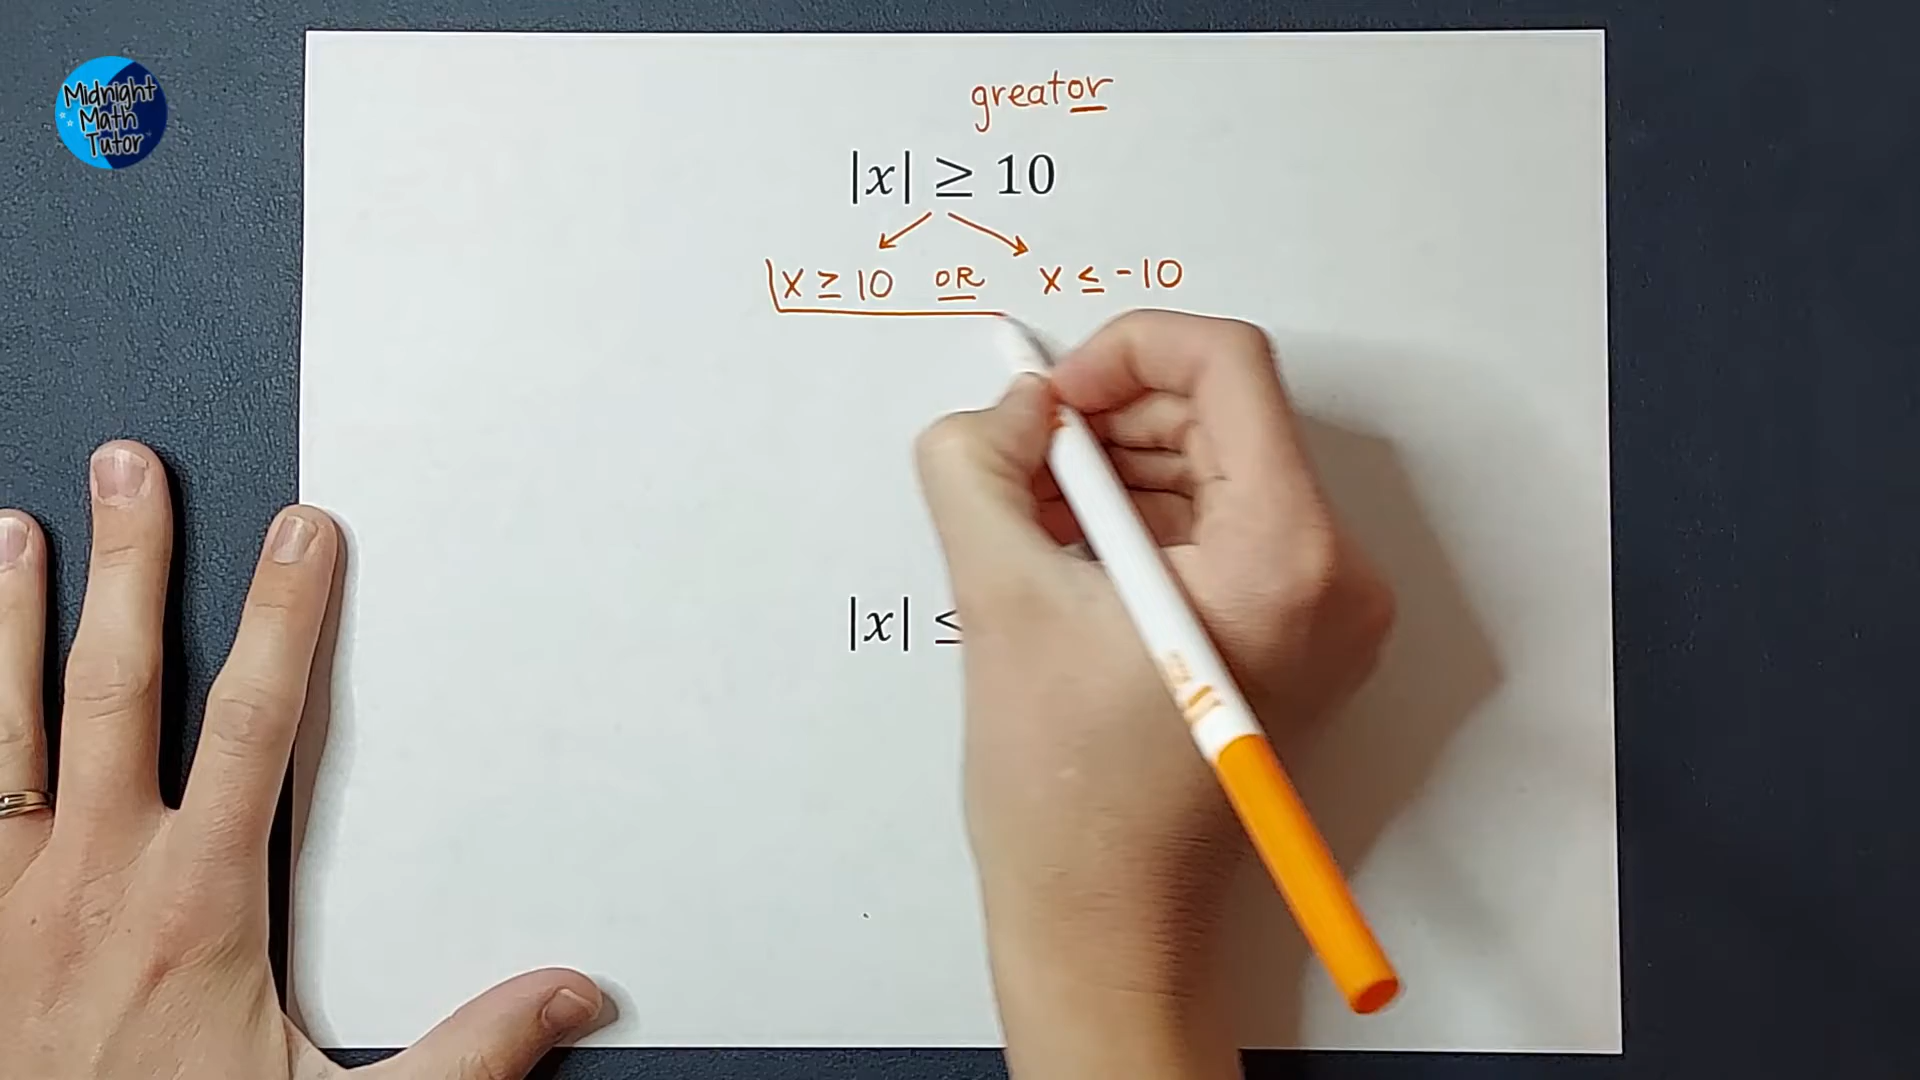 Midnight
Math
Tutor
greator
|x| ≥ 10
x ≥ 10 OR x ≤ -10
|x| ≤